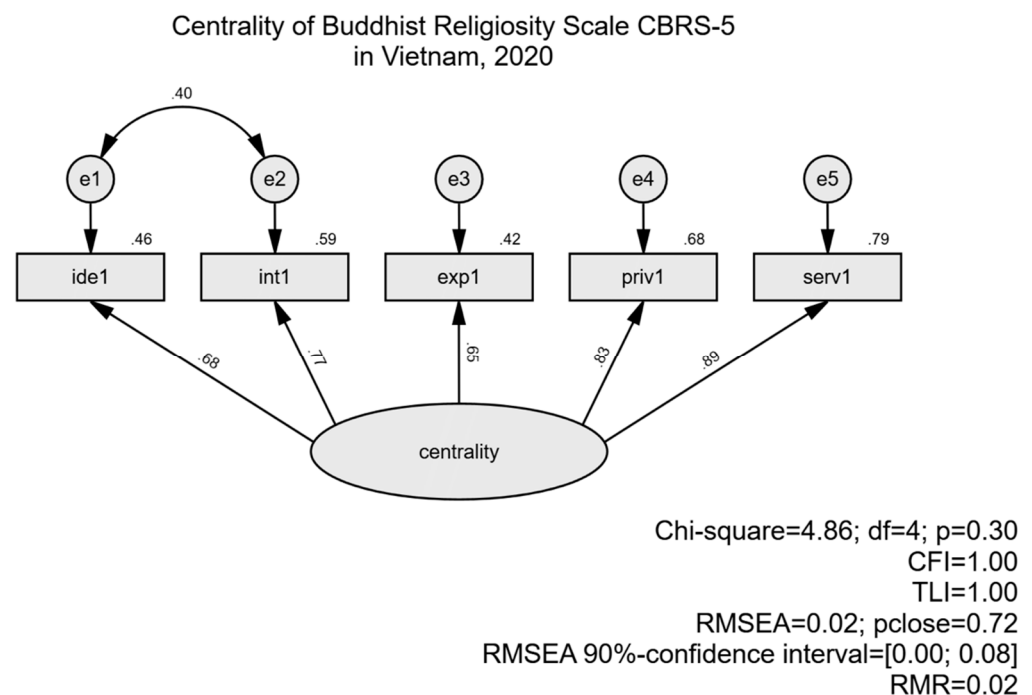 Centrality of Buddhist Religiosity Scale CBRS-5
in Vietnam, 2020
.40
e1
e2
e3
e4
e5
.46
.59
.42
.68
.79
ide1
int1
exp1
priv1
serv1
.68
.77
.65
.83
.89
centrality
Chi-square=4.86; df=4; p=0.30
CFI=1.00
TLI=1.00
RMSEA=0.02; pclose=0.72
RMSEA 90%-confidence interval=[0.00; 0.08]
RMR=0.02